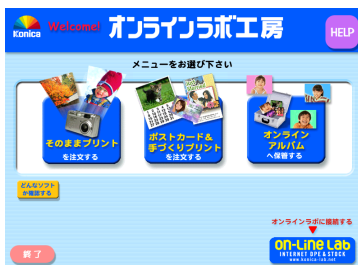 Konica
Welcome!
オンラインラボ工房
HELP
メニューをお選び下さい
そのままプリント
を注文する
ポストカード&
手づくりプリント
を注文する
オンライン
アルバム
へ保管する
どんなソフト
か確認する
オンラインラボに接続する
終了
On-Line Lab
INTERNET DPE & STOCK
www.konica-lab.net